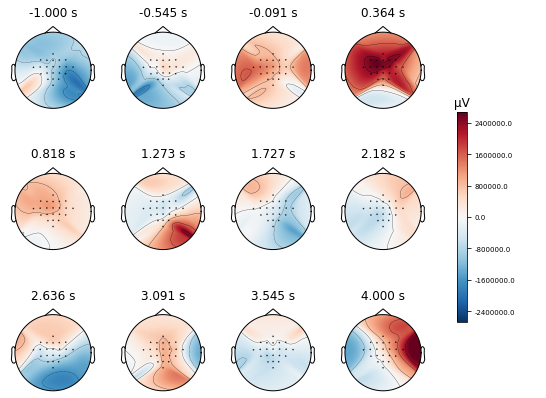 -1.000 s
-0.545 s
-0.091 s
0.364 s
µV
2400000.0
1600000.0
800000.0
0.0
-800000.0
-1600000.0
-2400000.0
0.818 s
1.273 s
1.727 s
2.182 s
2.636 s
3.091 s
3.545 s
4.000 s